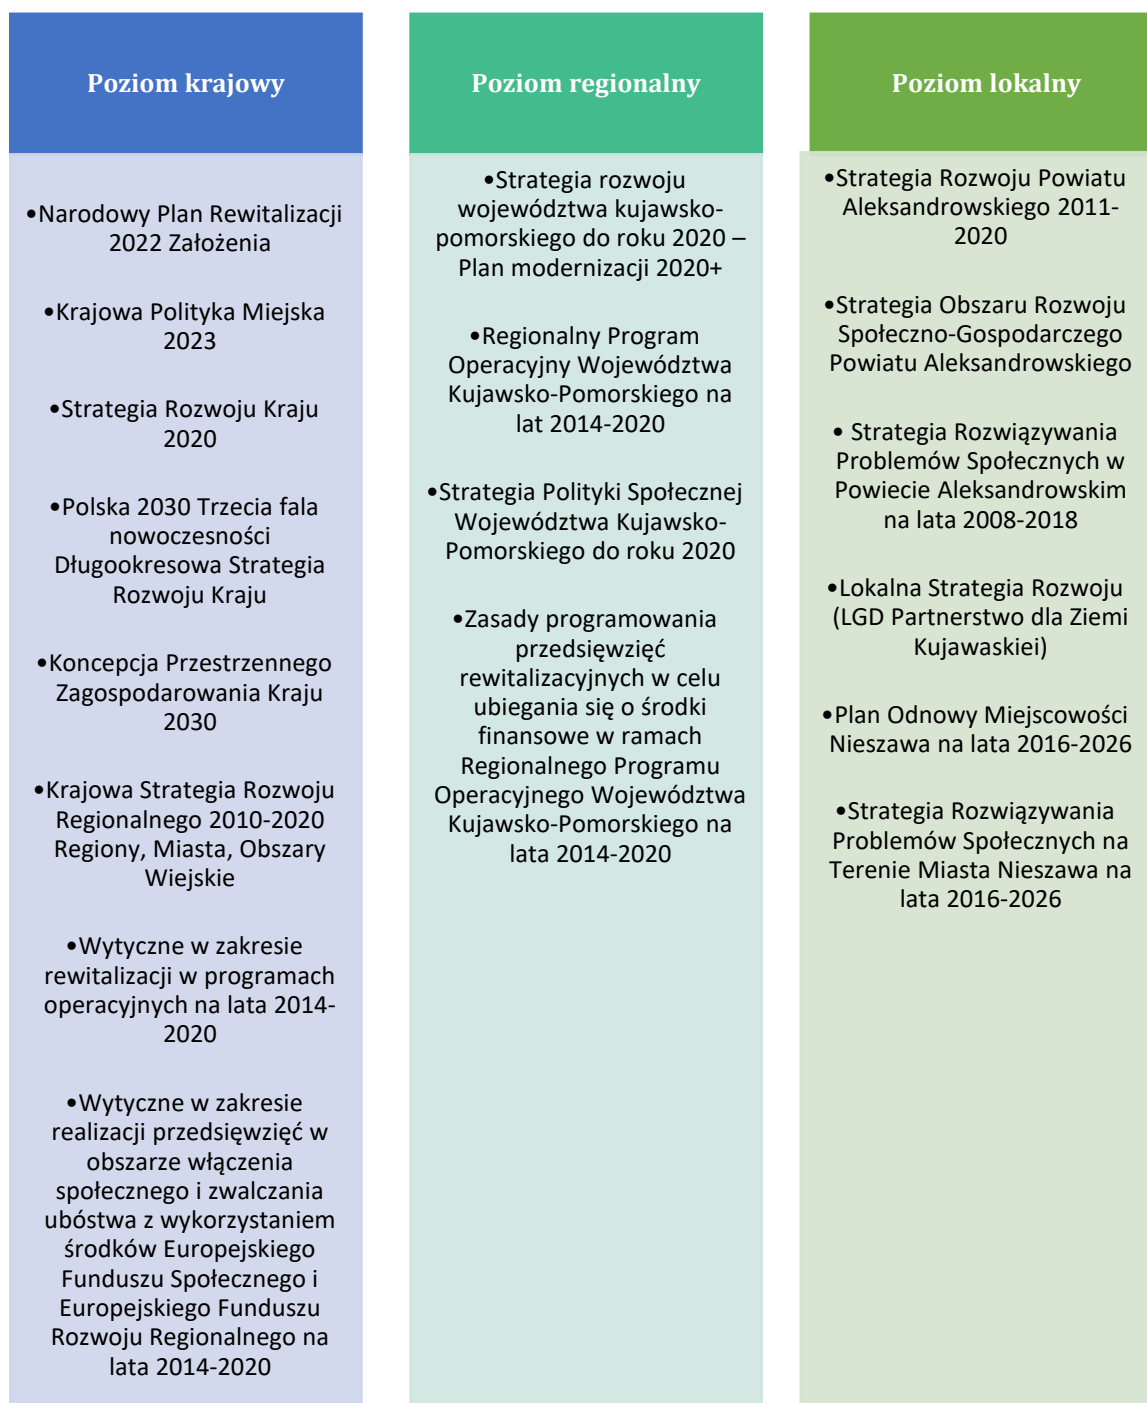 Poziom krajowy
•Narodowy Plan Rewitalizacji
2022 Założenia
•Krajowa Polityka Miejska
2023
•Strategia Rozwoju Kraju
2020
•Polska 2030 Trzecia fala
nowoczesności
Długookresowa Strategia
Rozwoju Kraju
•Koncepcja Przestrzennego
Zagospodarowania Kraju
2030
•Krajowa Strategia Rozwoju
Regionalnego 2010-2020
Regiony, Miasta, Obszary
Wiejskie
•Wytyczne w zakresie
rewitalizacji w programach
operacyjnych na lata 2014-
2020
•Wytyczne w zakresie
realizacji przedsięwzięć w
obszarze włączenia
społecznego i zwalczania
ubóstwa z wykorzystaniem
środków Europejskiego
Funduszu Społecznego i
Europejskiego Funduszu
Rozwoju Regionalnego na
lata 2014-2020
Poziom regionalny
•Strategia rozwoju
województwa kujawsko-
pomorskiego do roku 2020 –
Plan modernizacji 2020+
•Regionalny Program
Operacyjny Województwa
Kujawsko-Pomorskiego na
lat 2014-2020
•Strategia Polityki Społecznej
Województwa Kujawsko-
Pomorskiego do roku 2020
•Zasady programowania
przedsięwzięć
rewitalizacyjnych w celu
ubiegania się o środki
finansowe w ramach
Regionalnego Programu
Operacyjnego Województwa
Kujawsko-Pomorskiego na
lata 2014-2020
Poziom lokalny
•Strategia Rozwoju Powiatu
Aleksandrowskiego 2011-
2020
•Strategia Obszaru Rozwoju
Społeczno-Gospodarczego
Powiatu Aleksandrowskiego
• Strategia Rozwiązywania
Problemów Społecznych w
Powiecie Aleksandrowskim
na lata 2008-2018
•Lokalna Strategia Rozwoju
(LGD Partnerstwo dla Ziemi
Kujawaskiei)
•Plan Odnowy Miejscowości
Nieszawa na lata 2016-2026
•Strategia Rozwiązywania
Problemów Społecznych na
Terenie Miasta Nieszawa na
lata 2016-2026